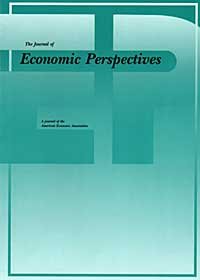 The Journal of
Economic Perspectives
A journal of the
American Economic Association